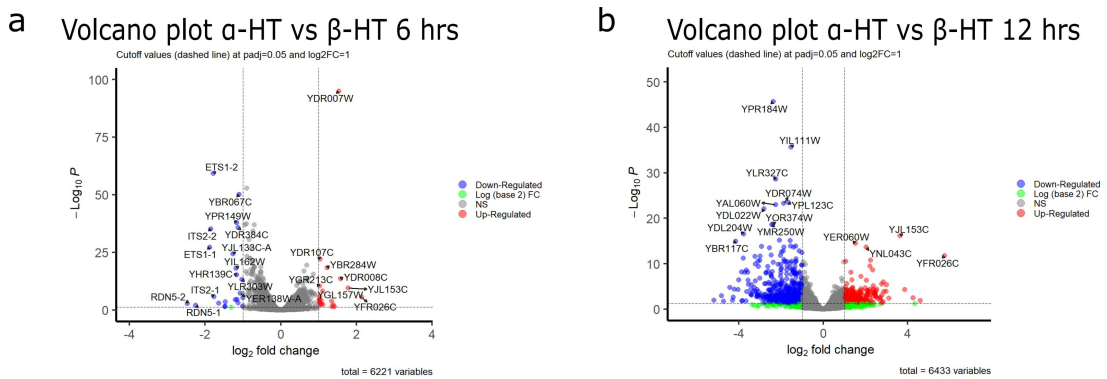 a
Volcano plot α-HT vs β-HT 6 hrs
Cutoff values (dashed line) at padj=0.05 and log2FC=1
− Log10 P
100
75
50
25
0
YDR007W
ETS1-2
YBR067C
YPR149W
YDR384C
ITS2-2
YJL133C-A
ETS1-1
YIL162W
YHR139C
YLR303W
ITS2-1
YER138W-A
RDN5-2
RDN5-1
YDR107C
YBR284W
YDR008C
YGR213C
YJL153C
YGL157W
YFR026C
-4
-2
0
2
4
log2 fold change
total = 6221 variables
Down-Regulated
Log (base 2) FC
NS
Up-Regulated
b
Volcano plot α-HT vs β-HT 12 hrs
Cutoff values (dashed line) at padj=0.05 and log2FC=1
− Log10 P
50
40
30
20
10
0
YPR184W
YIL111W
YLR327C
YDR074W
YAL060W
YPL123C
YDL022W
YOR374W
YDL204W
YMR250W
YBR117C
YER060W
YJL153C
YNL043C
YFR026C
-4
0
4
log2 fold change
total = 6433 variables
Down-Regulated
Log (base 2) FC
NS
Up-Regulated